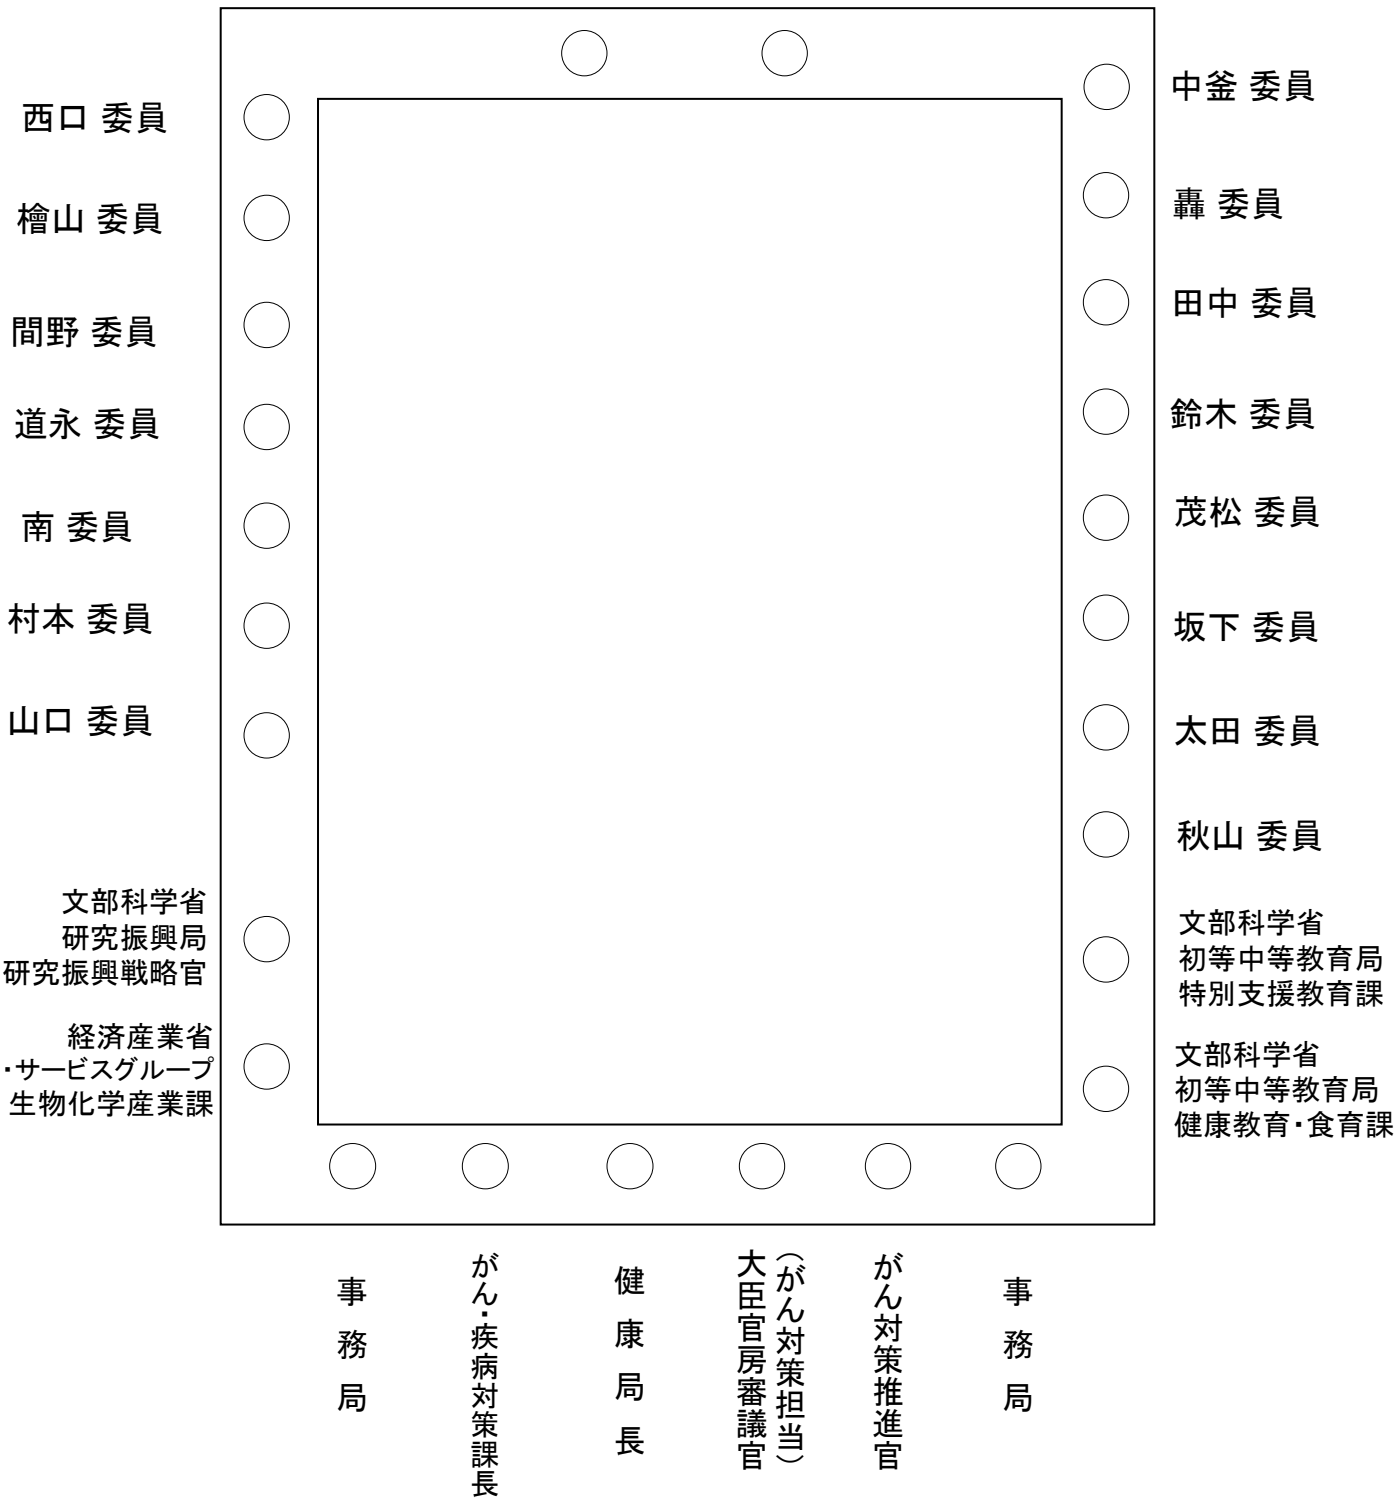 西口 委員
檜山 委員
間野 委員
道永 委員
南 委員
村本 委員
山口 委員
文部科学省
研究振興局
研究振興戦略官
経済産業省
・サービスグループ
生物化学産業課
中釜 委員
轟 委員
田中 委員
鈴木 委員
茂松 委員
坂下 委員
太田 委員
秋山 委員
文部科学省
初等中等教育局
特別支援教育課
文部科学省
初等中等教育局
健康教育・食育課
事務局
がん・疾病対策課長
健康局長
大臣官房審議官
（がん対策担当）
がん対策推進官
事務局